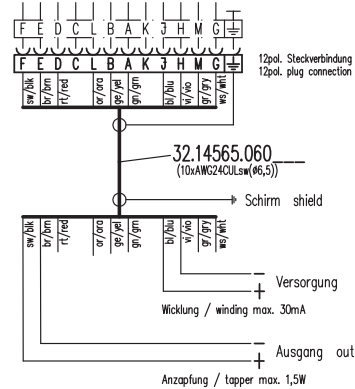 F E D C L B A K J H M G
F E D C L B A K J H M G
12pol. Steckverbindung
12pol. plug connection
sw/blk br/brn rt/red or/ora ge/yel gn/grn bl/blu vi/vio gr/gry ws/wht
32.14565.060___
(10xAWG24CULsw(ø6,5))
Schirm shield
sw/blk br/brn rt/red or/ora ge/yel gn/grn bl/blu vi/vio gr/gry ws/wht
−
Versorgung
+
Wicklung / winding max. 30mA
−
Ausgang out
+
Anzapfung / tapper max. 1,5W